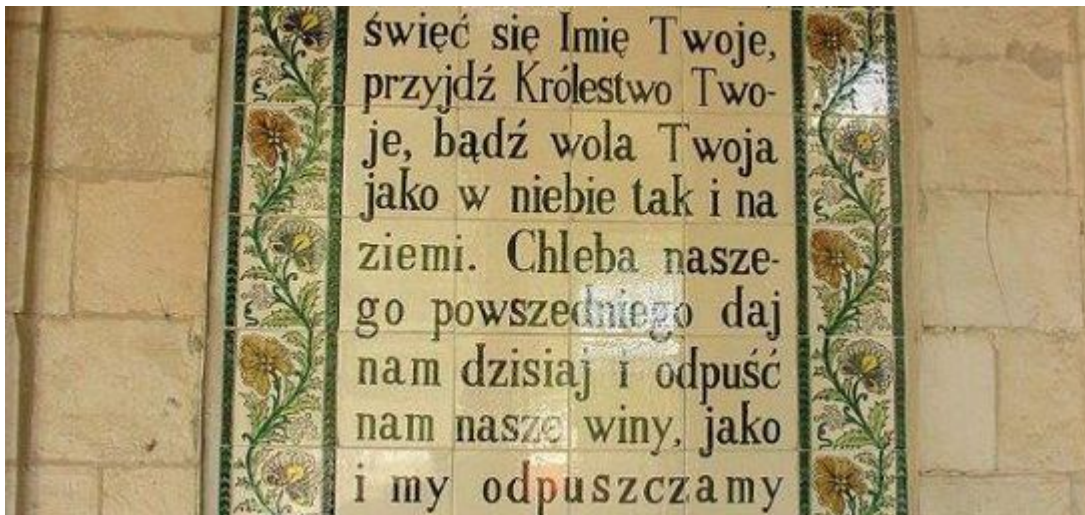 święć się Imię Twoje,
przyjdź Królestwo Two-
je, bądź wola Twoja
jako w niebie tak i na
ziemi. Chleba nasze-
go powszedniego daj
nam dzisiaj i odpuść
nam nasze winy, jako
i my odpuszczamy